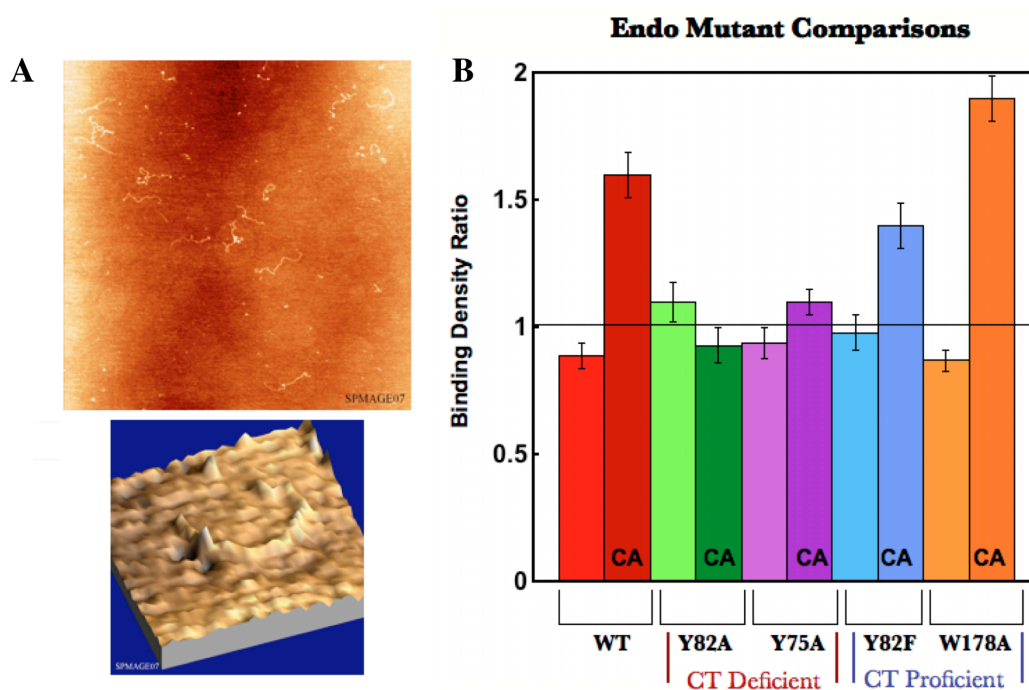 Endo Mutant Comparisons
A
B
SPMAGE07
SPMAGE07
Binding Density Ratio
2
1.5
1
0.5
0
CA CA CA CA CA
WT Y82A Y75A Y82F W178A
CT Deficient CT Proficient